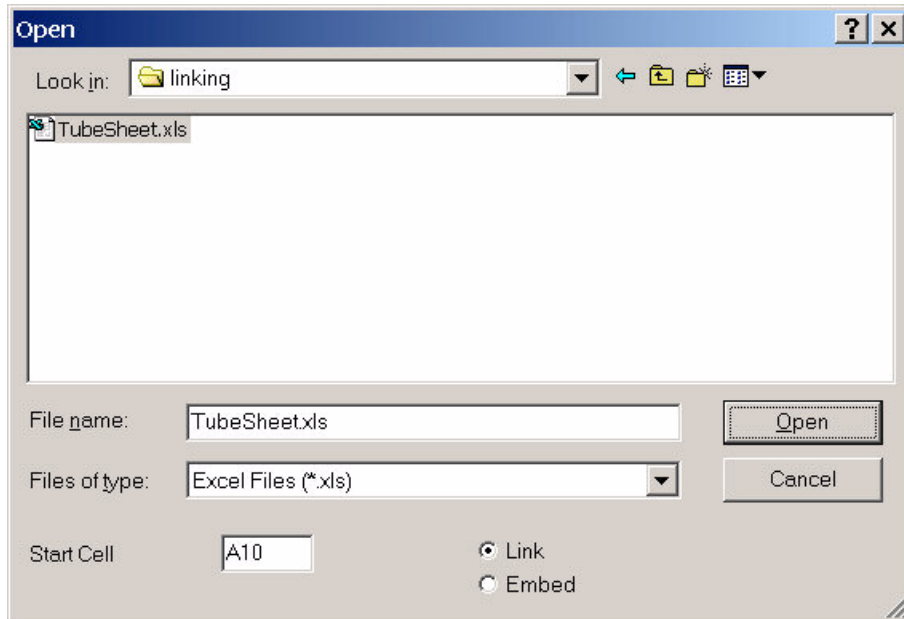 Open
Look in: linking
TubeSheet.xls
File name: TubeSheet.xls Open
Files of type: Excel Files (*.xls) Cancel
Start Cell A10 Link
Embed